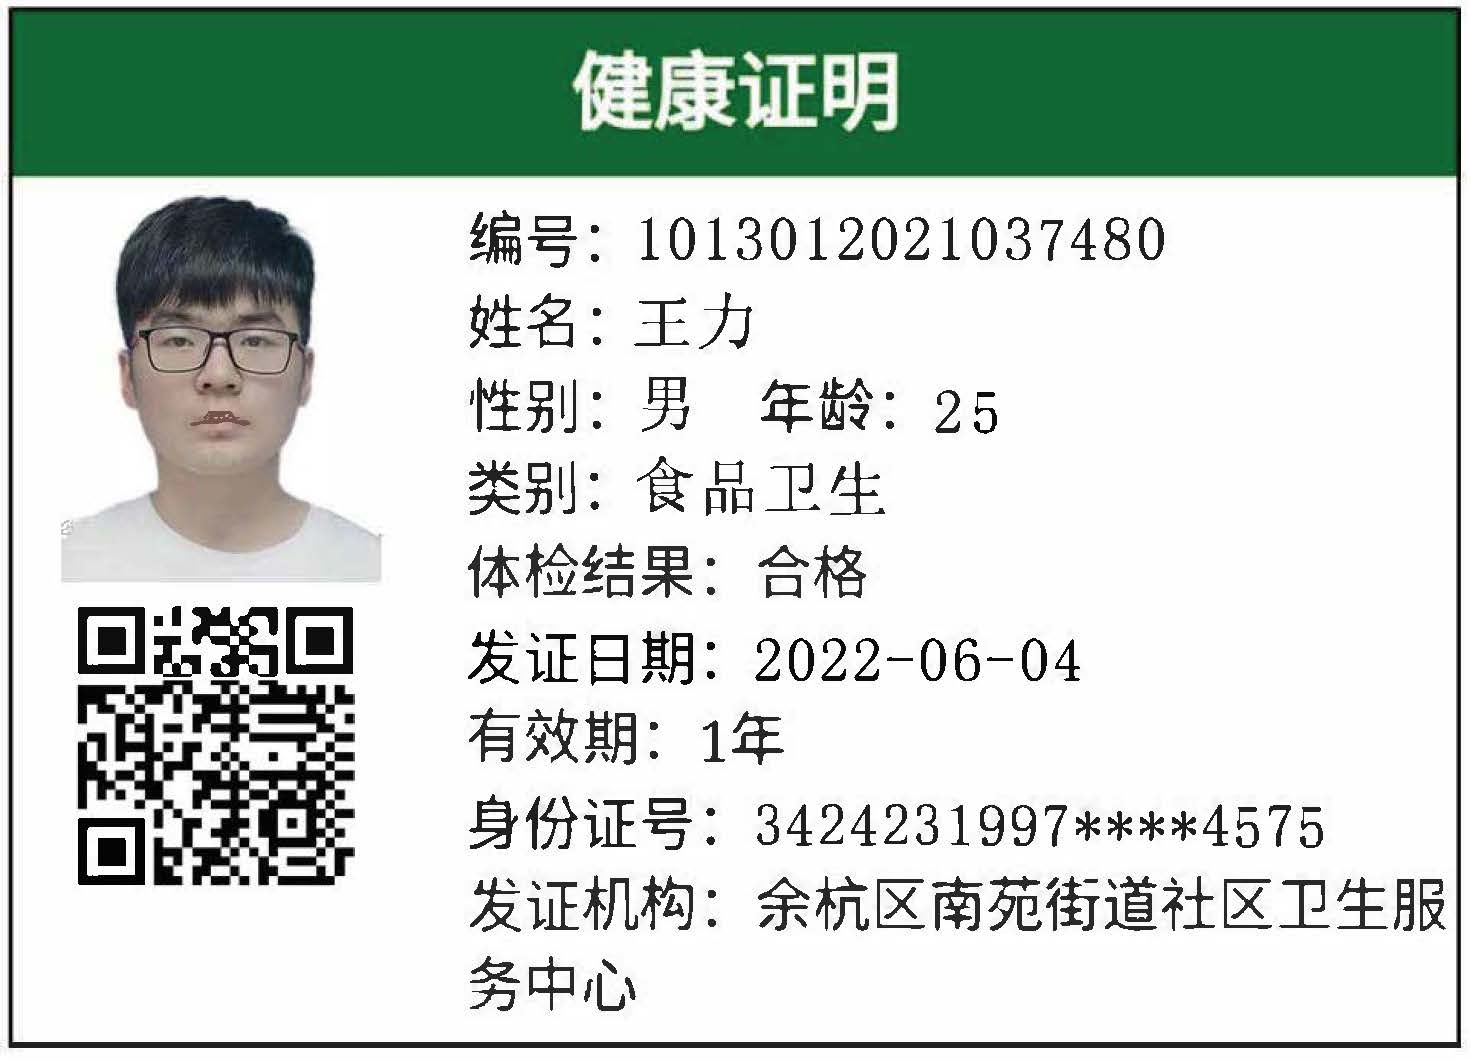 健康证明
编号：1013012021037480
姓名：王力
性别：男 年龄：25
类别：食品卫生
体检结果：合格
发证日期：2022-06-04
有效期：1年
身份证号：3424231997****4575
发证机构：余杭区南苑街道社区卫生服
务中心